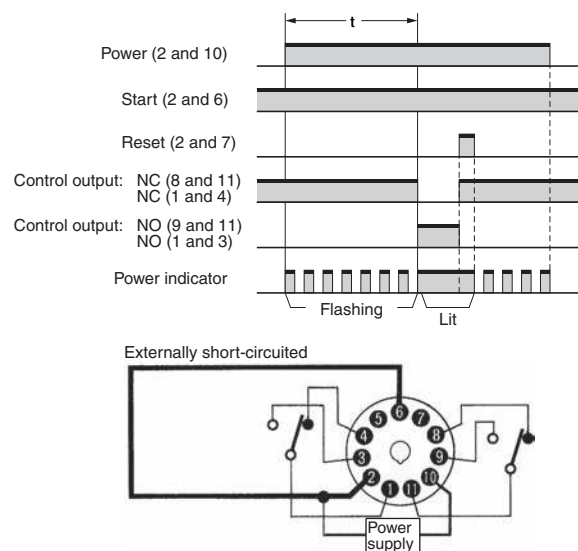 t
Power (2 and 10)
Start (2 and 6)
Reset (2 and 7)
Control output: NC (8 and 11)
NC (1 and 4)
Control output: NO (9 and 11)
NO (1 and 3)
Power indicator
Flashing
Lit
Externally short-circuited
6
5
7
4
8
3
9
2
10
1
11
Power
supply